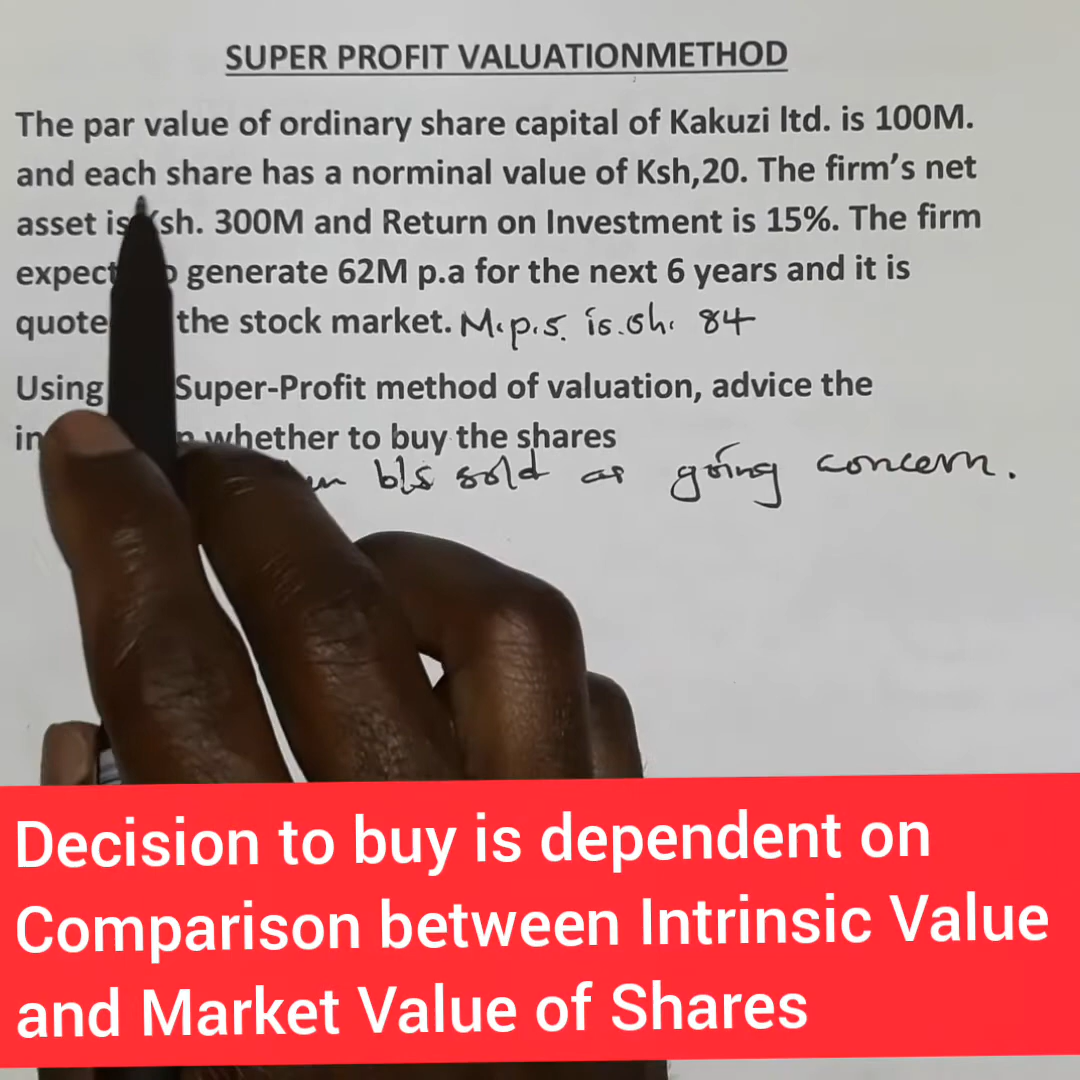 SUPER PROFIT VALUATIONMETHOD
The par value of ordinary share capital of Kakuzi ltd. is 100M.
and each share has a norminal value of Ksh,20. The firm's net
asset is Ksh. 300M and Return on Investment is 15%. The firm
expect generate 62M p.a for the next 6 years and it is
quote the stock market. M.p.s. is.sh. 84
Using Super-Profit method of valuation, advice the
in whether to buy the shares
b/s sold as going concern.
Decision to buy is dependent on
Comparison between Intrinsic Value
and Market Value of Shares